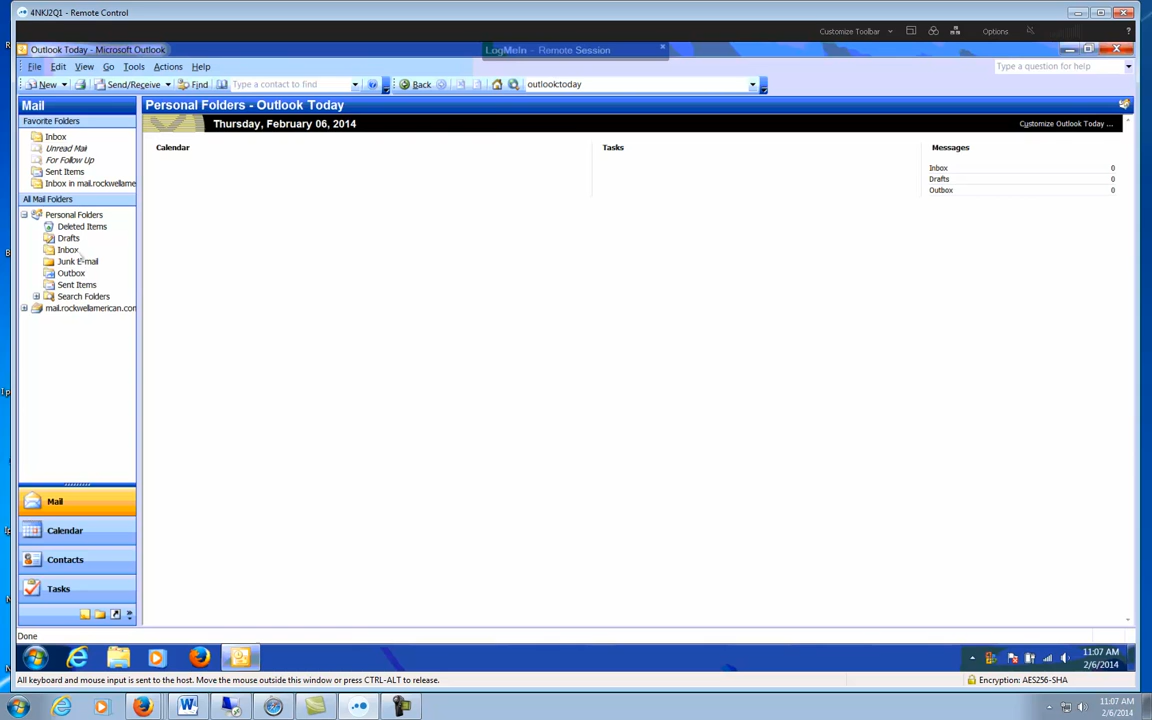 4NKJ2Q1 - Remote Control
Customize Toolbar
Options
?
Outlook Today - Microsoft Outlook
LogMeIn - Remote Session
File Edit View Go Tools Actions Help
Type a question for help
New Send/Receive Find Type a contact to find Back outlook:today
Mail
Personal Folders - Outlook Today
Favorite Folders
Thursday, February 06, 2014
Customize Outlook Today ...
Inbox
Unread Mail
For Follow Up
Sent Items
Inbox in mail.rockwellame
Calendar
Tasks
Messages
Inbox 0
Drafts 0
Outbox 0
All Mail Folders
Personal Folders
Deleted Items
Drafts
Inbox
Junk E-mail
Outbox
Sent Items
Search Folders
mail.rockwellamerican.com
Mail
Calendar
Contacts
Tasks
Done
11:07 AM
2/6/2014
All keyboard and mouse input is sent to the host. Move the mouse outside this window or press CTRL-ALT to release.
Encryption: AES256-SHA
11:07 AM
2/6/2014